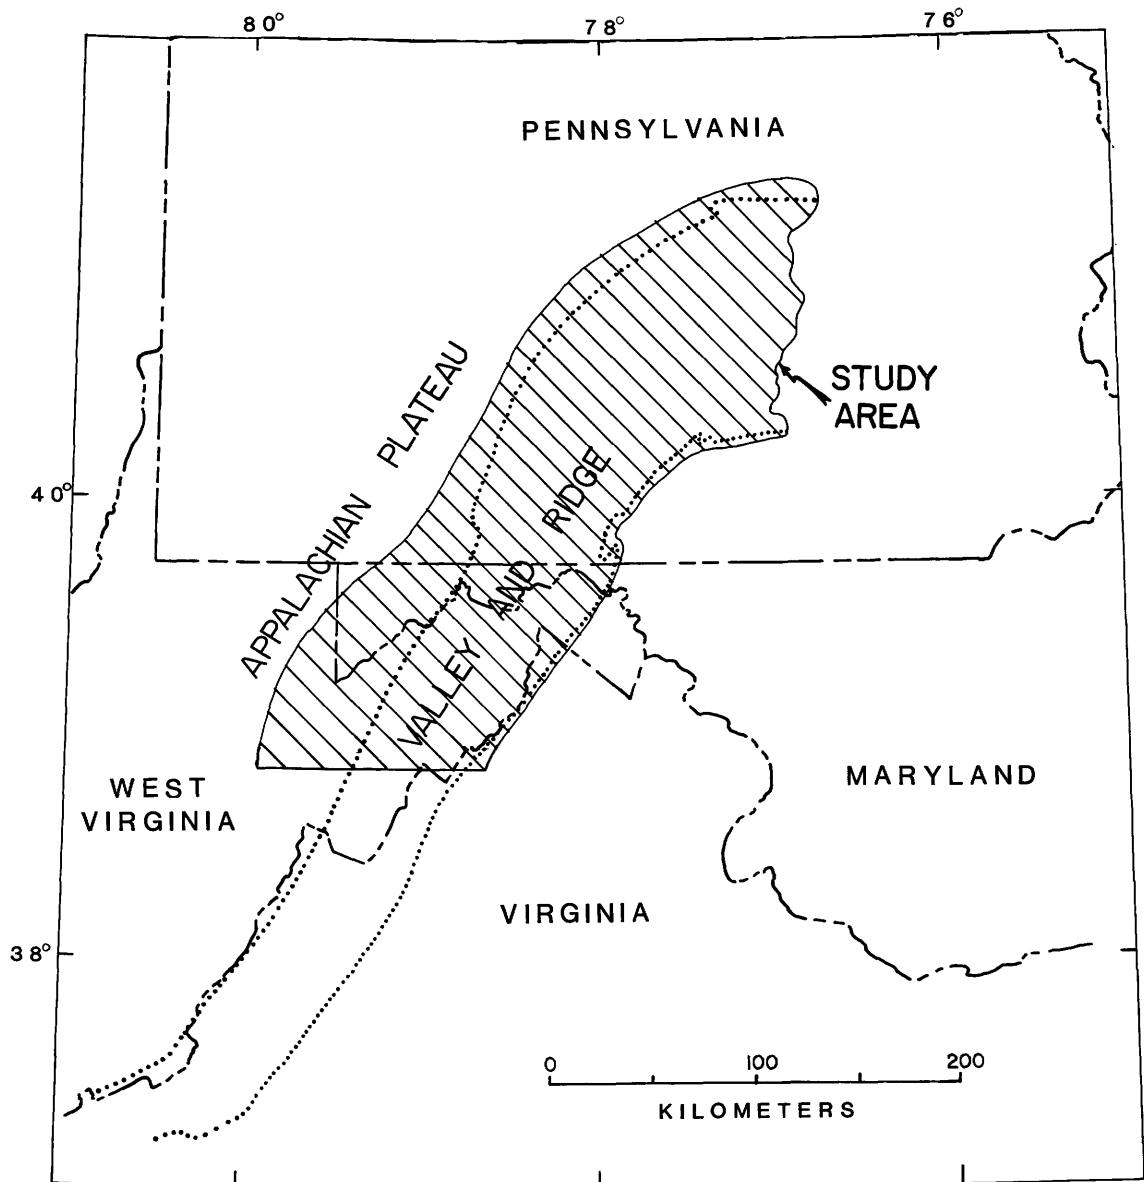 80° 78° 76°
PENNSYLVANIA
STUDY
AREA
APPALACHIAN PLATEAU
40°
VALLEY AND RIDGE
WEST
VIRGINIA
MARYLAND
VIRGINIA
38°
0 100 200
KILOMETERS